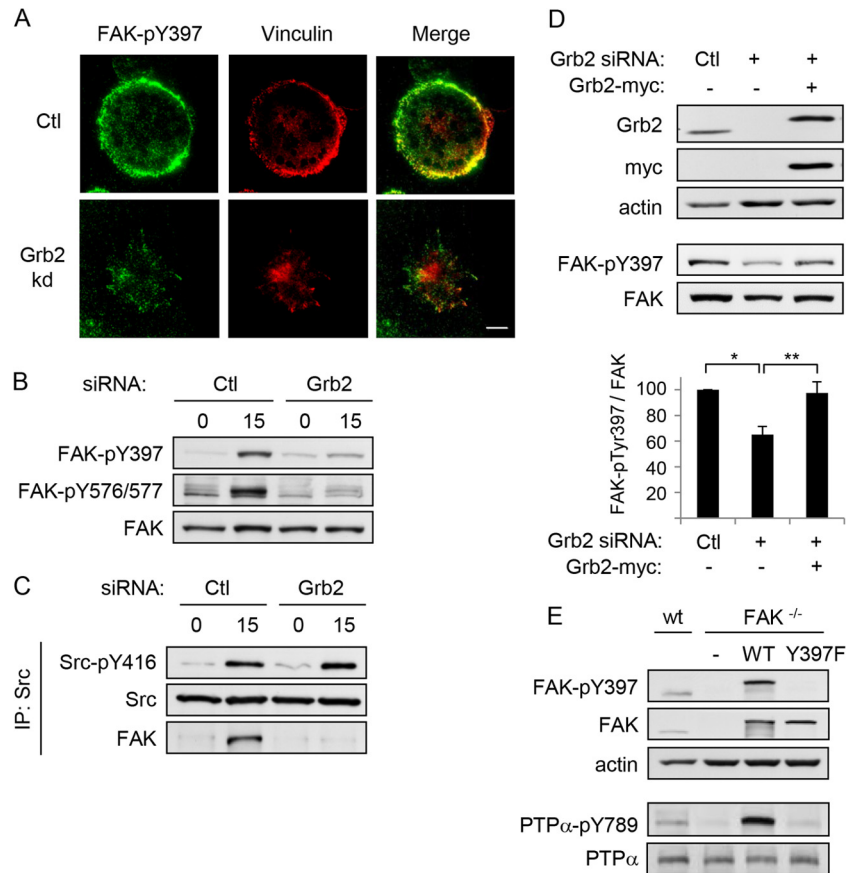 A
FAK-pY397 Vinculin Merge
Ctl
Grb2 kd
B
siRNA: Ctl Grb2
0 15 0 15
FAK-pY397
FAK-pY576/577
FAK
C
siRNA: Ctl Grb2
0 15 0 15
IP: Src
Src-pY416
Src
FAK
D
Grb2 siRNA: Ctl + +
Grb2-myc: - - +
Grb2
myc
actin
FAK-pY397
FAK
* **
FAK-pTyr397 / FAK
100
80
60
40
20
Grb2 siRNA: Ctl + +
Grb2-myc: - - +
E
wt FAK -/-
- WT Y397F
FAK-pY397
FAK
actin
PTPα-pY789
PTPα